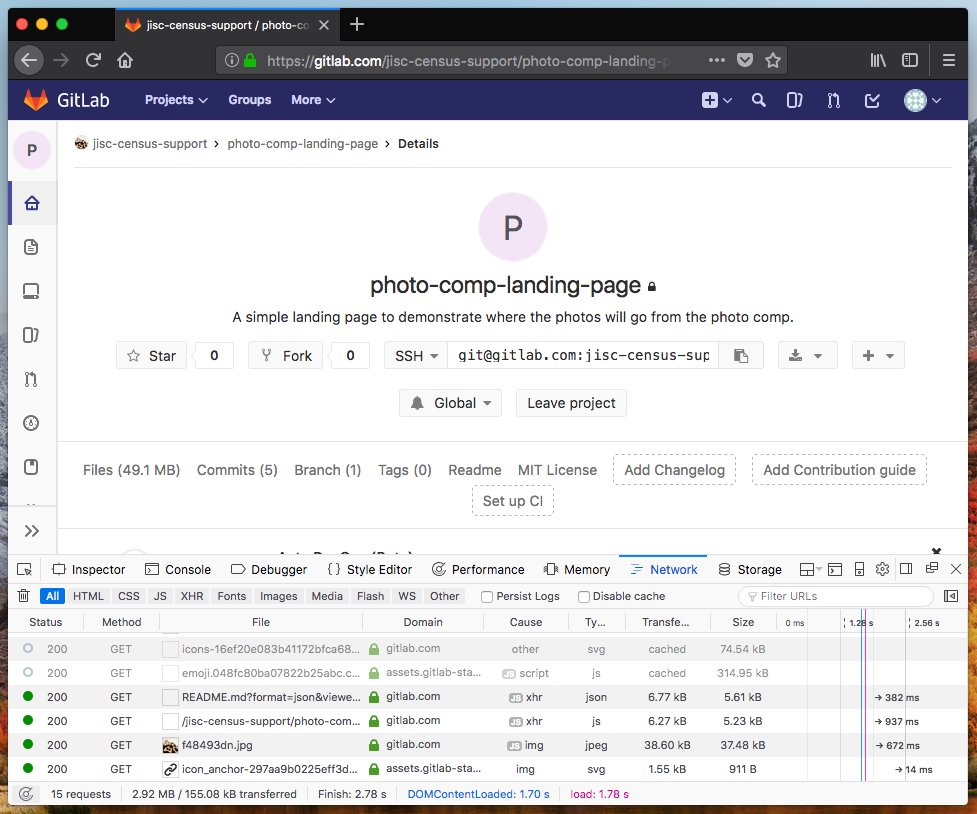 jisc-census-support / photo-co
https://gitlab.com/jisc-census-support/photo-comp-landing-p
GitLab Projects Groups More
P jisc-census-support › photo-comp-landing-page › Details
P
photo-comp-landing-page
A simple landing page to demonstrate where the photos will go from the photo comp.
Star 0 Fork 0 SSH git@gitlab.com:jisc-census-sup
Global Leave project
Files (49.1 MB) Commits (5) Branch (1) Tags (0) Readme MIT License Add Changelog Add Contribution guide
Set up CI
Inspector Console Debugger Style Editor Performance Memory Network Storage
All HTML CSS JS XHR Fonts Images Media Flash WS Other Persist Logs Disable cache Filter URLs
Status Method File Domain Cause Ty... Transfe... Size 0 ms 1.28 s 2.56 s
200 GET icons-16ef20e083b41172bfca68... gitlab.com other svg cached 74.54 kB
200 GET emoji.048fc80ba07822b25abc.c... assets.gitlab-sta... JS script js cached 314.95 kB
200 GET README.md?format=json&viewe... gitlab.com JS xhr json 6.77 kB 5.61 kB → 382 ms
200 GET /jisc-census-support/photo-com... gitlab.com JS xhr js 6.27 kB 5.23 kB → 937 ms
200 GET f48493dn.jpg gitlab.com JS img jpeg 38.60 kB 37.48 kB → 672 ms
200 GET icon_anchor-297aa9b0225eff3d... assets.gitlab-sta... img svg 1.55 kB 911 B → 14 ms
15 requests 2.92 MB / 155.08 kB transferred Finish: 2.78 s DOMContentLoaded: 1.70 s load: 1.78 s